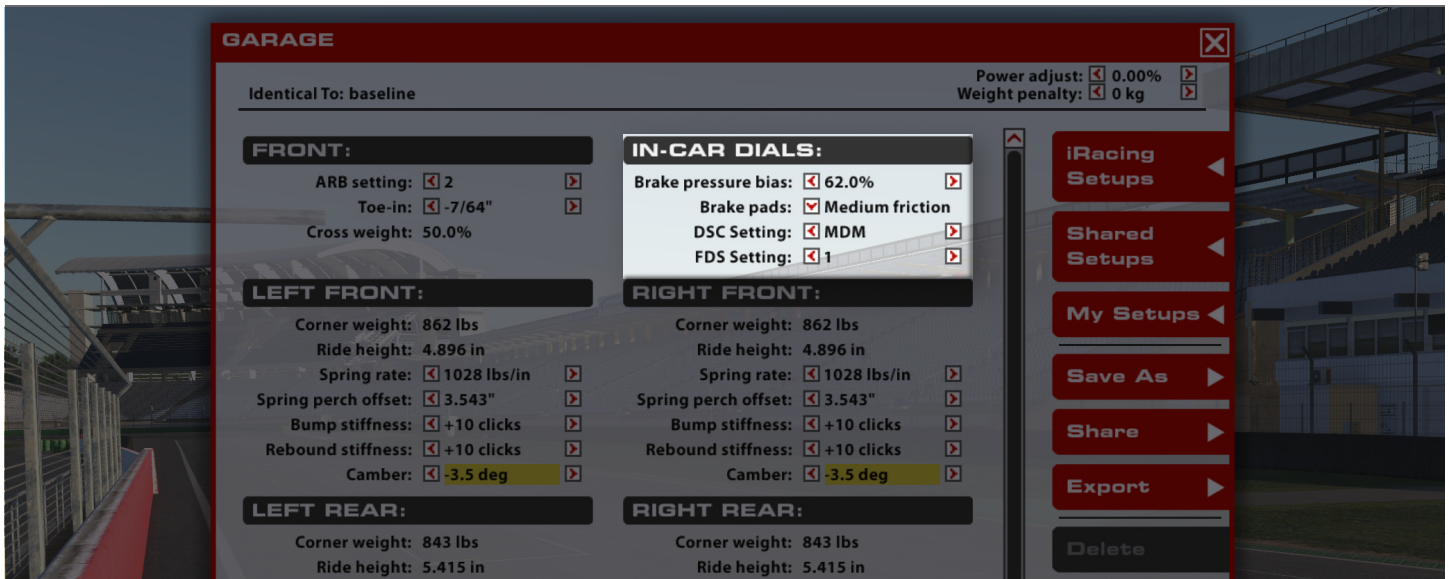 GARAGE
Power adjust: 0.00%
Identical To: baseline
Weight penalty: 0 kg
FRONT:
ARB setting: 2
Toe-in: -7/64"
Cross weight: 50.0%
IN-CAR DIALS:
Brake pressure bias: 62.0%
Brake pads: Medium friction
DSC Setting: MDM
FDS Setting: 1
LEFT FRONT:
Corner weight: 862 lbs
Ride height: 4.896 in
Spring rate: 1028 lbs/in
Spring perch offset: 3.543"
Bump stiffness: +10 clicks
Rebound stiffness: +10 clicks
Camber: -3.5 deg
RIGHT FRONT:
Corner weight: 862 lbs
Ride height: 4.896 in
Spring rate: 1028 lbs/in
Spring perch offset: 3.543"
Bump stiffness: +10 clicks
Rebound stiffness: +10 clicks
Camber: -3.5 deg
LEFT REAR:
Corner weight: 843 lbs
Ride height: 5.415 in
RIGHT REAR:
Corner weight: 843 lbs
Ride height: 5.415 in
iRacing
Setups
Shared
Setups
My Setups
Save As
Share
Export
Delete